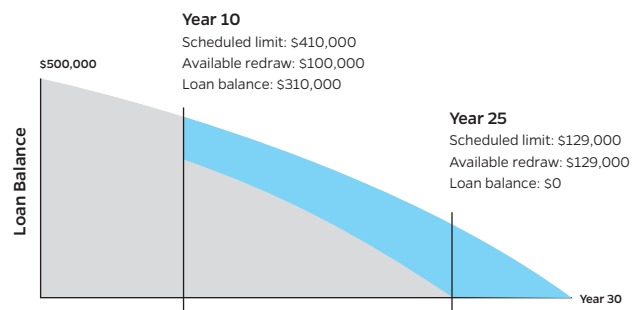 Year 10
Scheduled limit: $410,000
Available redraw: $100,000
Loan balance: $310,000
$500,000
Year 25
Scheduled limit: $129,000
Available redraw: $129,000
Loan balance: $0
Loan Balance
Year 30